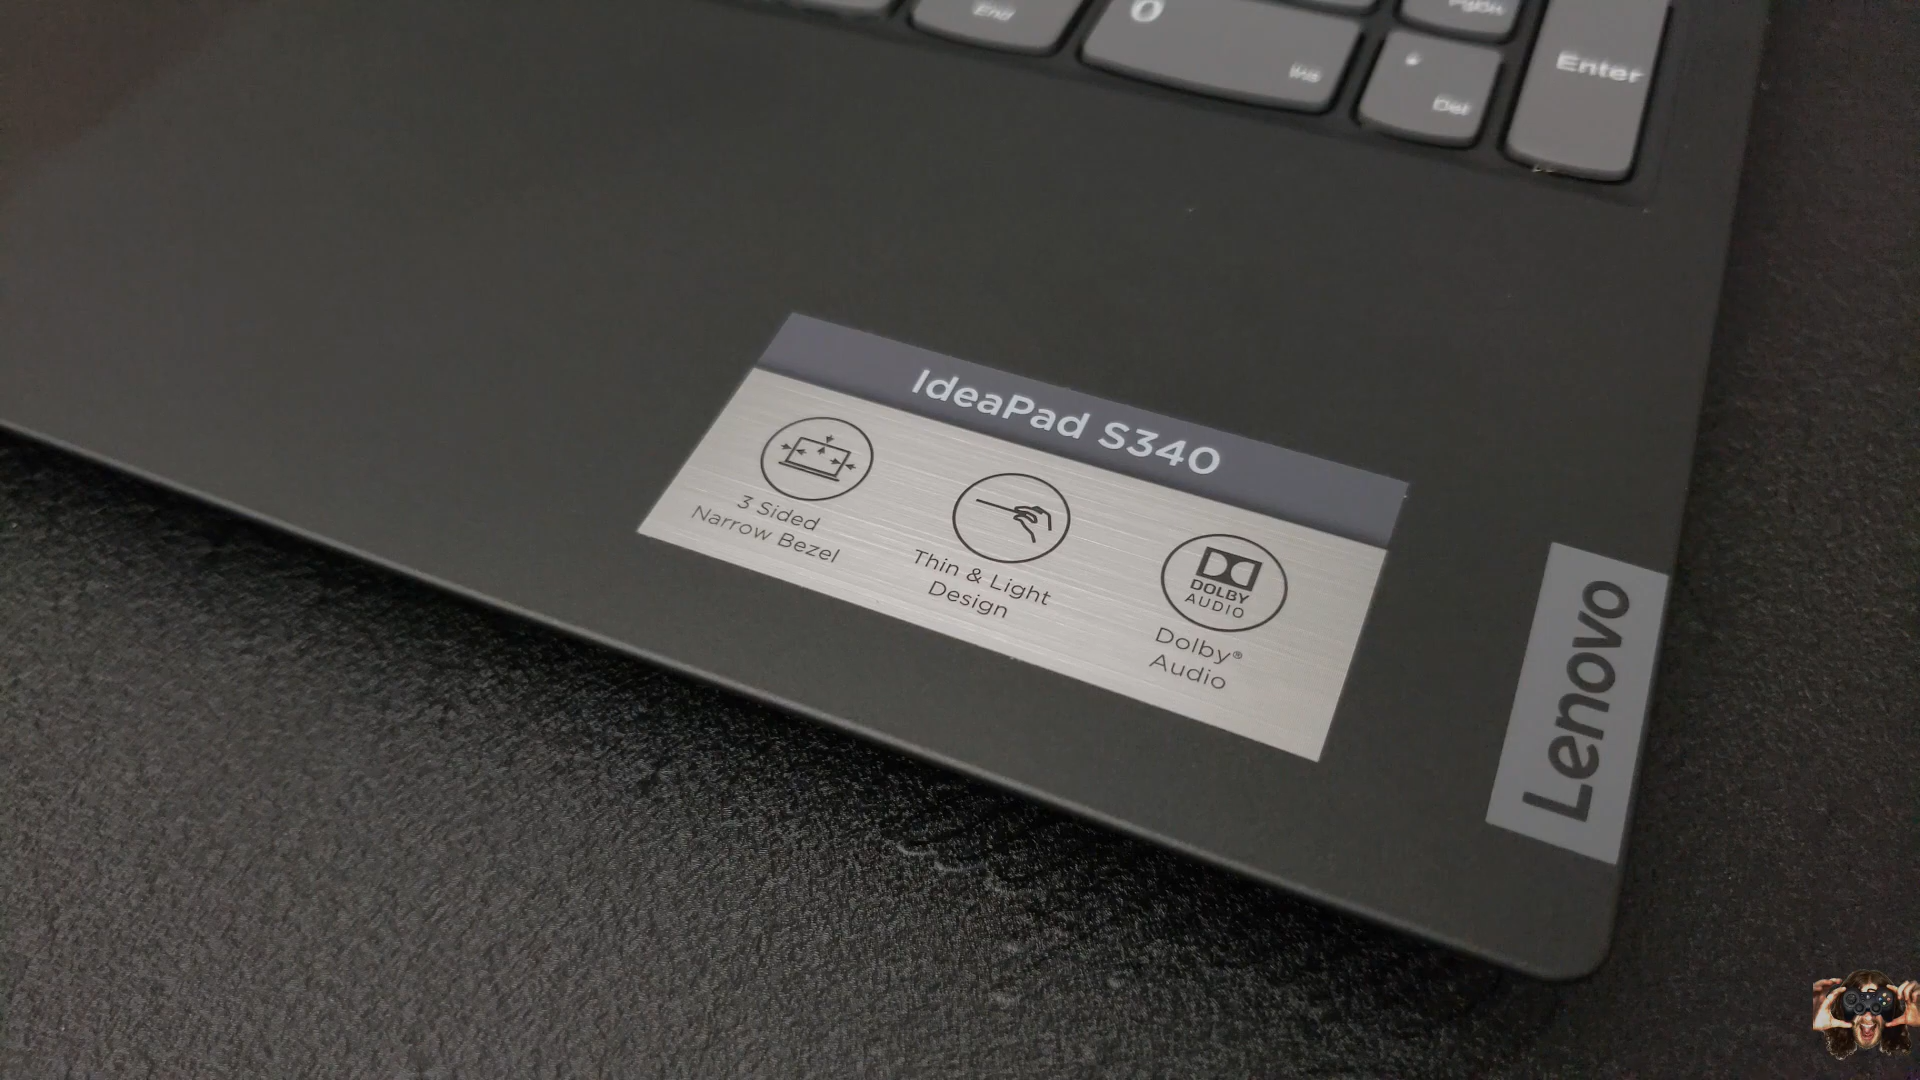 End
0
Ins
PgDn
.
Del
Enter
IdeaPad S340
3 Sided
Narrow Bezel
Thin & Light
Design
DOLBY
AUDIO
Dolby®
Audio
Lenovo